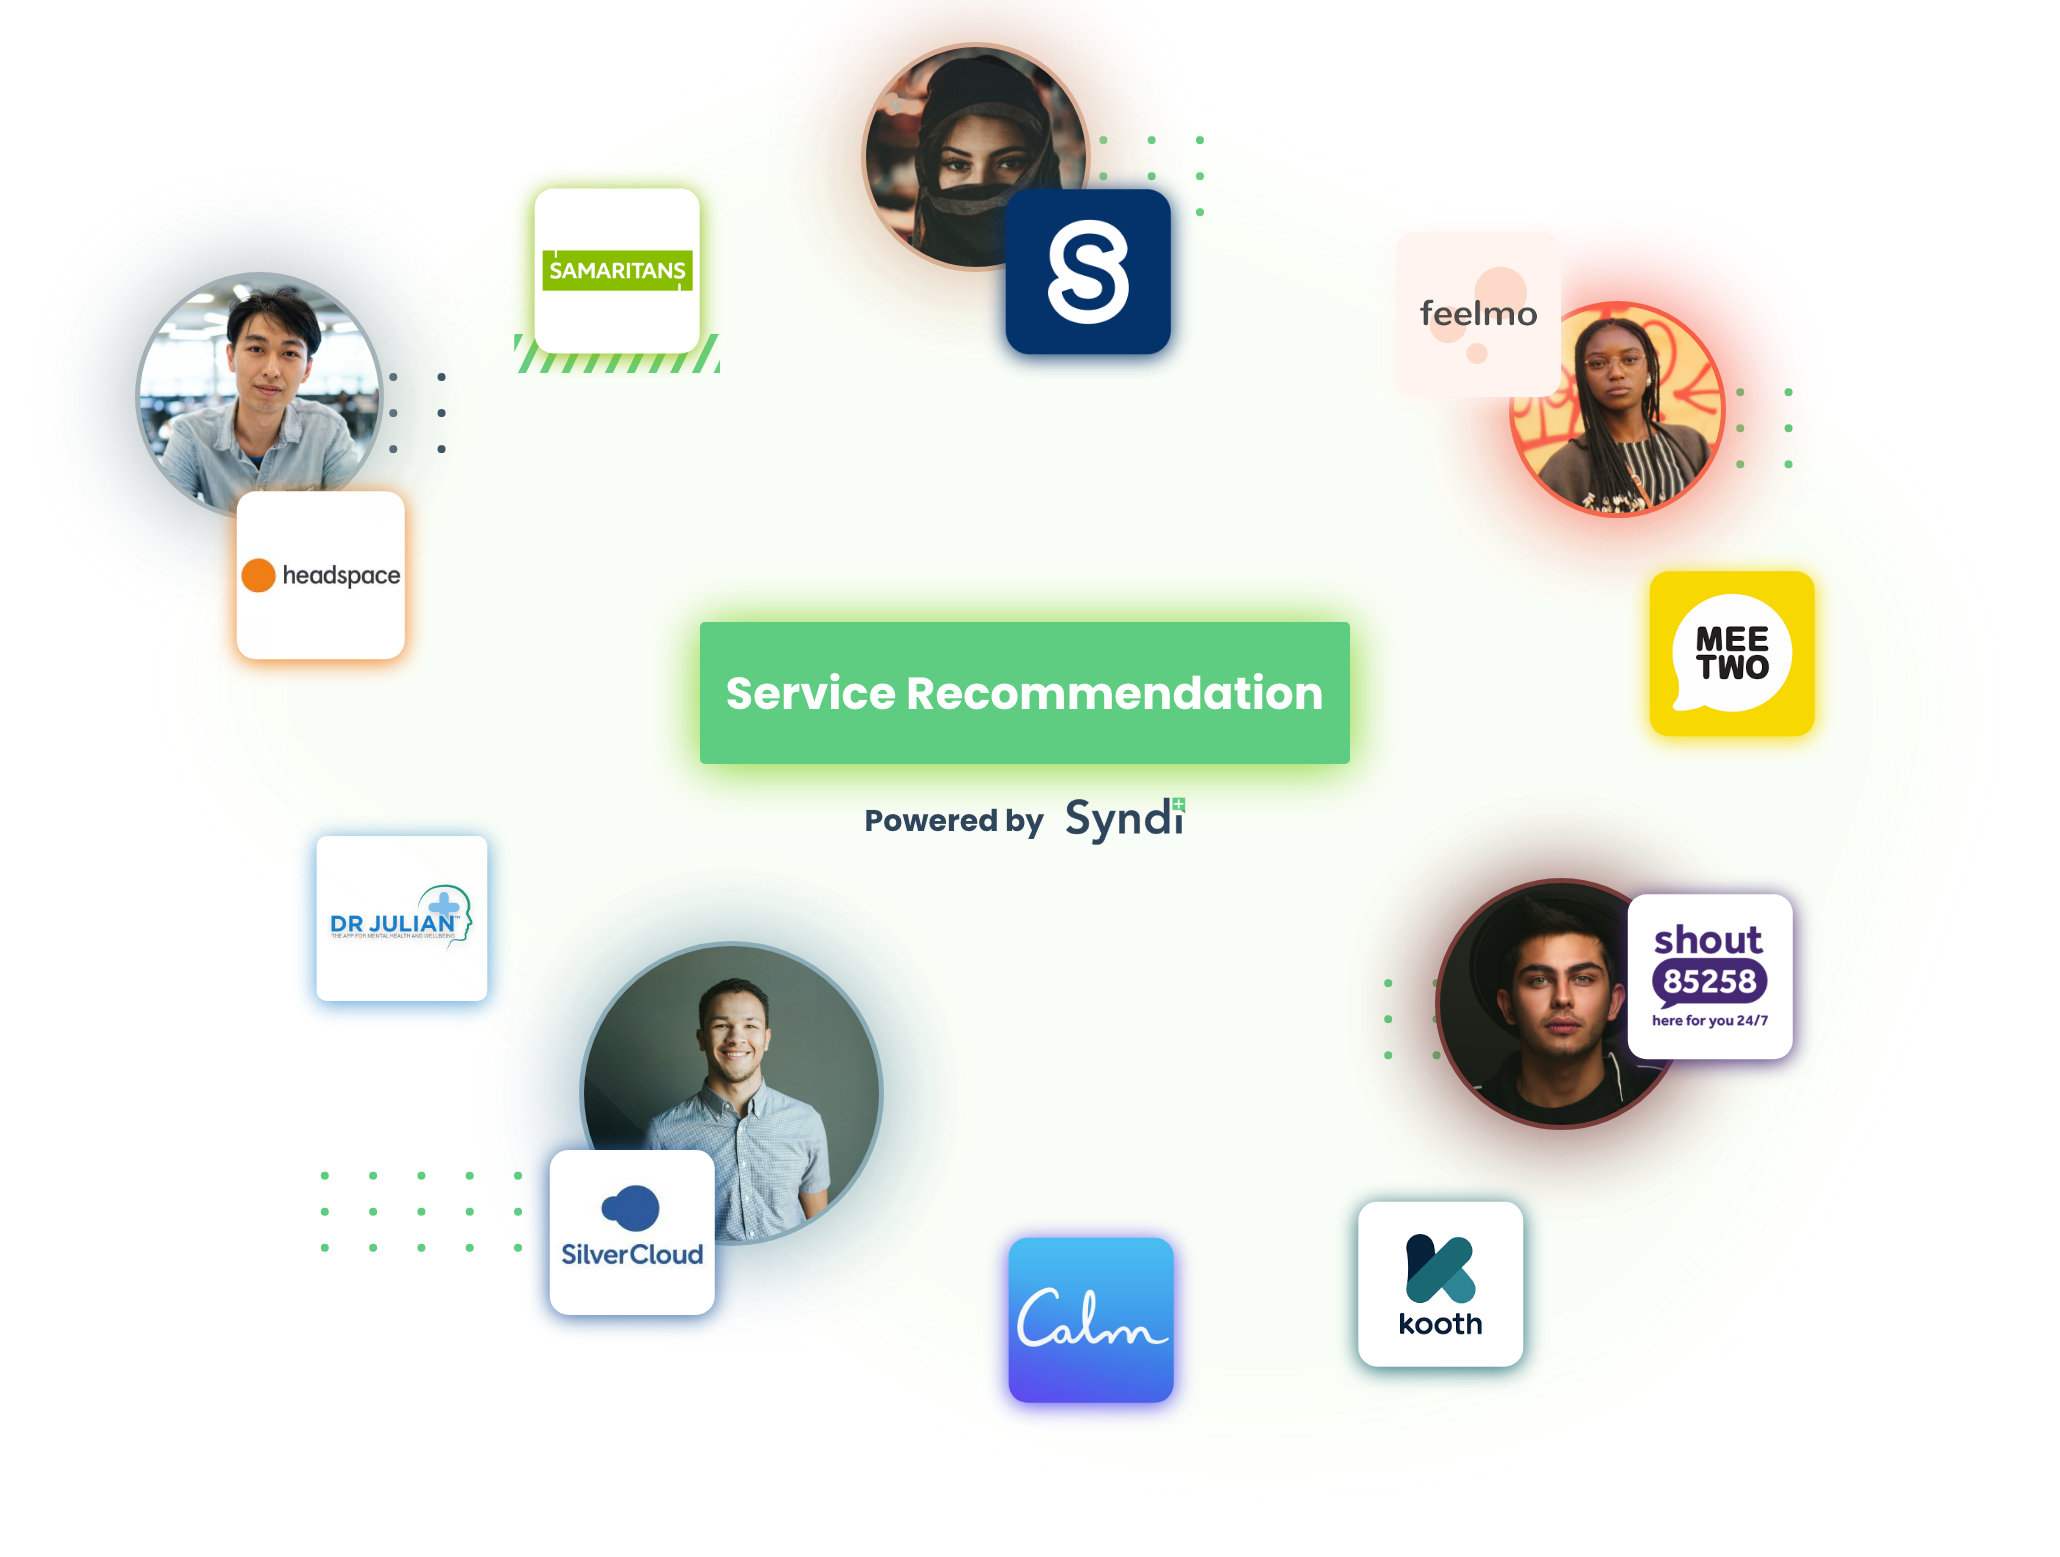 SAMARITANS
S
feelmo
headspace
MEE
TWO
Service Recommendation
Powered by Syndi
DR JULIAN™
THE APP FOR MENTAL HEALTH AND WELLBEING
shout
85258
here for you 24/7
SilverCloud
Calm
kooth